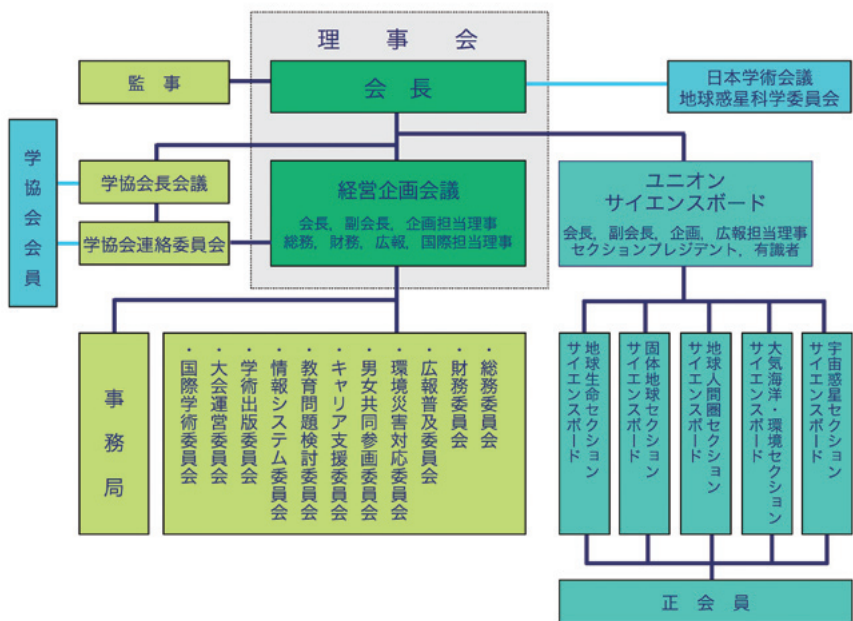 理事会
監事
会長
日本学術会議
地球惑星科学委員会
学協会会員
学協会長会議
学協会連絡委員会
経営企画会議
会長, 副会長, 企画担当理事
総務, 財務, 広報, 国際担当理事
ユニオン
サイエンスボード
会長, 副会長, 企画, 広報担当理事
セクションプレジデント, 有識者
事務局
・総務委員会
・財務委員会
・広報普及委員会
・環境災害対応委員会
・男女共同参画委員会
・キャリア支援委員会
・教育問題検討委員会
・情報システム委員会
・学術出版委員会
・大会運営委員会
・国際学術委員会
宇宙惑星セクション
サイエンスボード
大気海洋・環境セクション
サイエンスボード
地球人間圏セクション
サイエンスボード
固体地球セクション
サイエンスボード
地球生命セクション
サイエンスボード
正会員